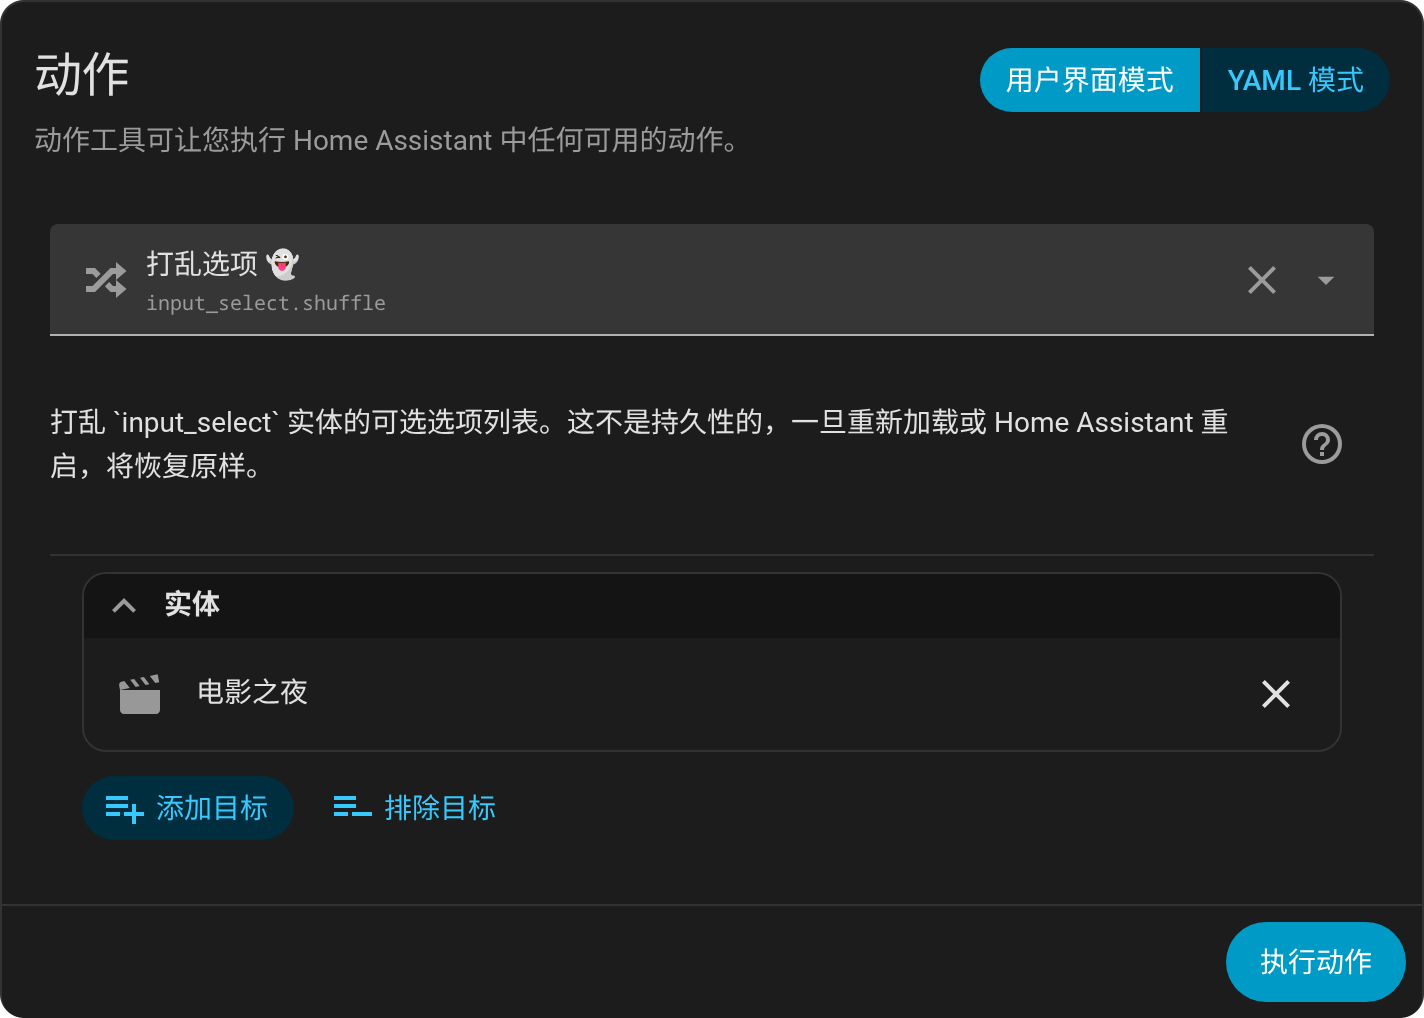 动作
用户界面模式
YAML 模式
动作工具可让您执行 Home Assistant 中任何可用的动作。
打乱选项 👻
input_select.shuffle
打乱 `input_select` 实体的可选选项列表。这不是持久性的，一旦重新加载或 Home Assistant 重
启，将恢复原样。
实体
电影之夜
添加目标
排除目标
执行动作